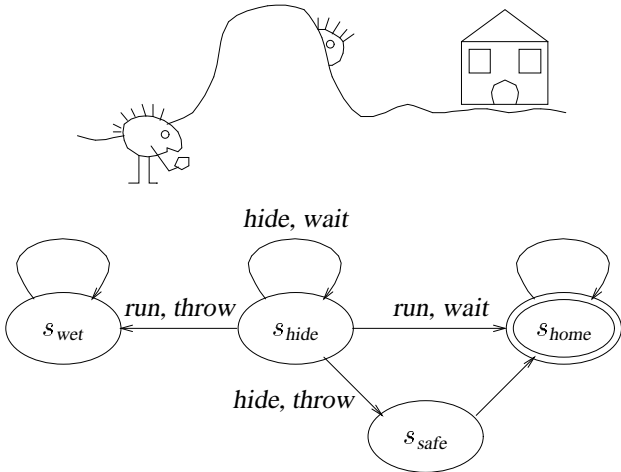 hide, wait
run, throw
run, wait
s_wet
s_hide
s_home
hide, throw
s_safe